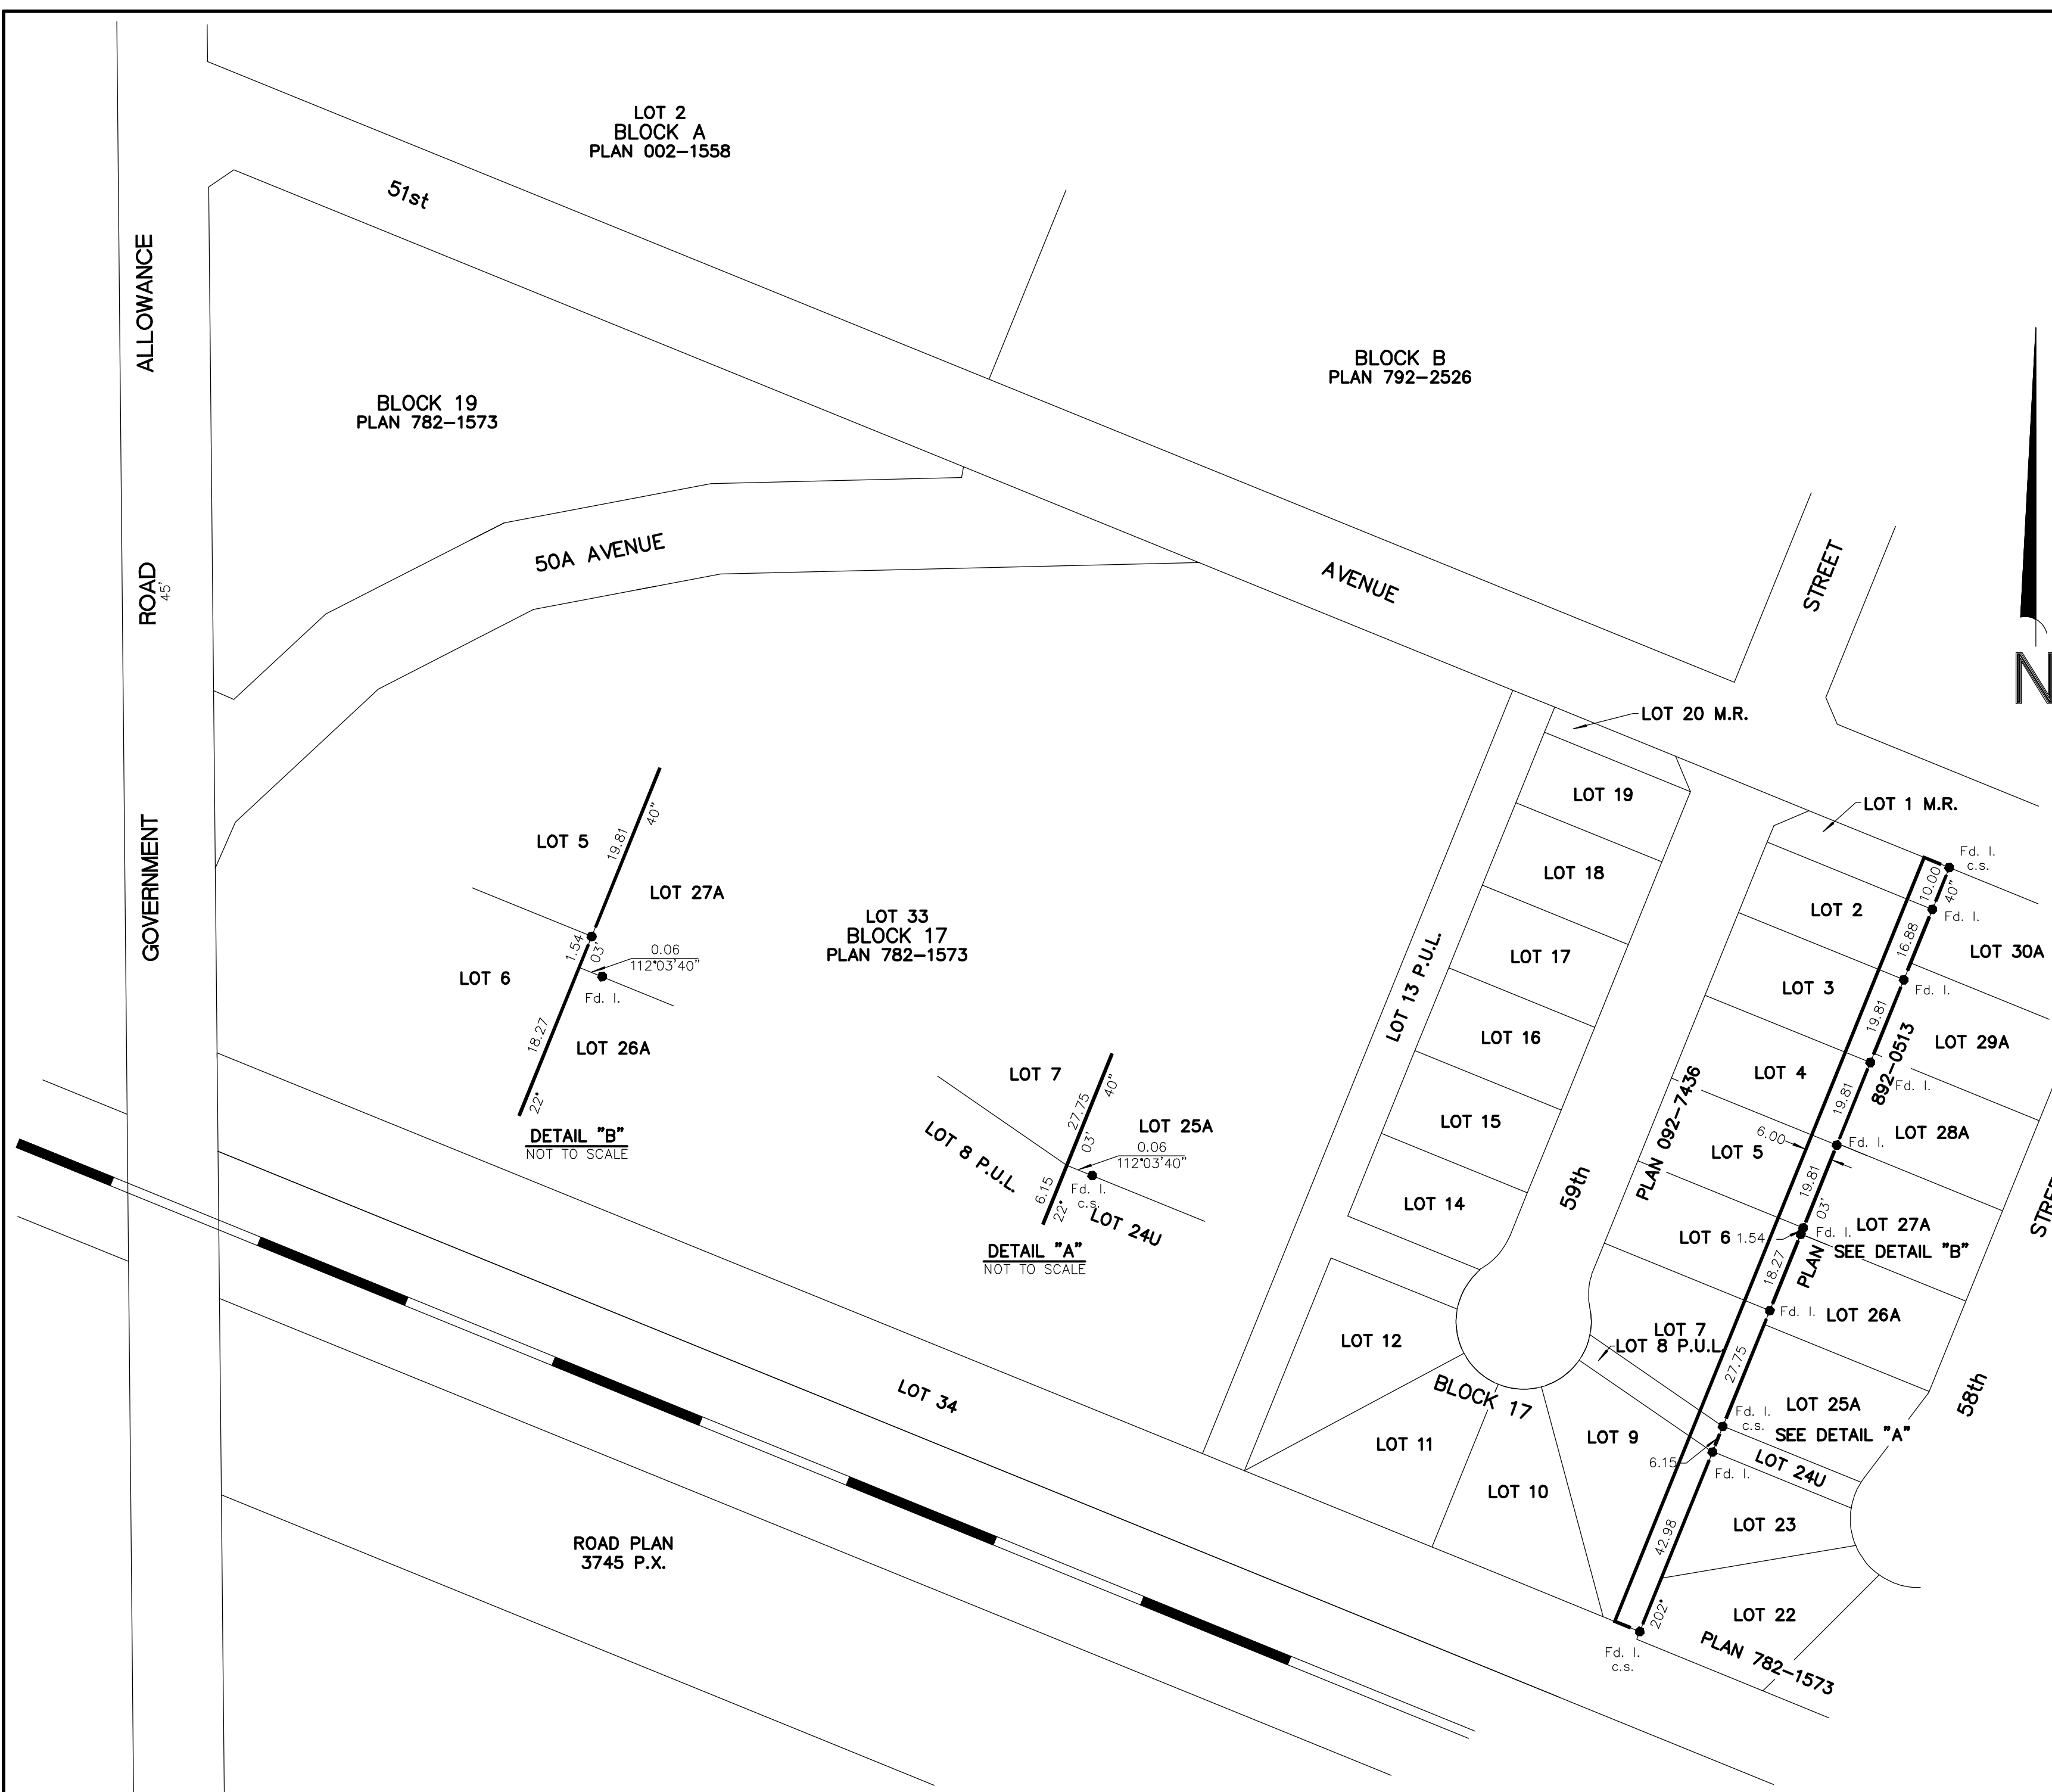 LOT 2
BLOCK A
PLAN 002-1558
51st
ALLOWANCE
BLOCK B
PLAN 792-2526
BLOCK 19
PLAN 782-1573
50A AVENUE
AVENUE
STREET
ROAD
45'
N
LOT 20 M.R.
LOT 1 M.R.
GOVERNMENT
LOT 5
19.81
40"
LOT 27A
1.54
03'
0.06
112°03'40"
LOT 6
Fd. I.
18.27
LOT 26A
22°
DETAIL "B"
NOT TO SCALE
LOT 33
BLOCK 17
PLAN 782-1573
LOT 7
27.75
40"
03'
LOT 25A
0.06
112°03'40"
LOT 8 P.U.L.
6.15
Fd. I.
c.s.
22°
LOT 24U
DETAIL "A"
NOT TO SCALE
LOT 13 P.U.L.
LOT 19
LOT 18
LOT 17
LOT 16
LOT 15
LOT 14
59th
PLAN 092-7436
Fd. I.
c.s.
10.00
40"
Fd. I.
LOT 2
16.88
LOT 30A
Fd. I.
LOT 3
19.81
892-0513
LOT 29A
Fd. I.
LOT 4
19.81
LOT 28A
6.00
Fd. I.
LOT 5
19.81
03'
LOT 27A
Fd. I.
LOT 6
1.54
SEE DETAIL "B"
18.27
PLAN
Fd. I.
LOT 26A
LOT 7
LOT 8 P.U.L.
27.75
LOT 25A
58th
Fd. I.
c.s.
SEE DETAIL "A"
LOT 12
BLOCK 17
LOT 11
LOT 10
LOT 9
6.15
Fd. I.
LOT 24U
LOT 23
42.98
202°
LOT 22
Fd. I.
c.s.
PLAN 782-1573
LOT 34
ROAD PLAN
3745 P.X.